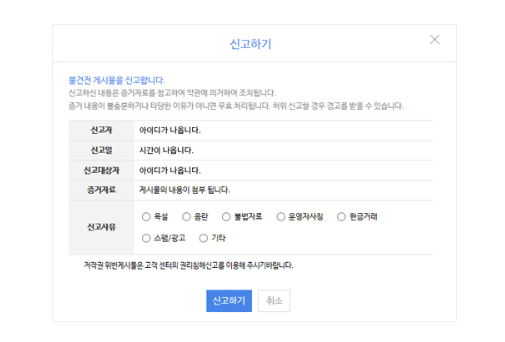 신고하기
불건전 게시물을 신고합니다.
신고하신 내용은 증거자료를 참고하여 약관에 의거하여 조치됩니다.
증거 내용이 불충분하거나 타당한 이유가 아니면 무효 처리됩니다. 허위 신고할 경우 경고를 받을 수 있습니다.
신고자 아이디가 나옵니다.
신고일 시간이 나옵니다.
신고대상자 아이디가 나옵니다.
증거자료 게시물의 내용이 첨부 됩니다.
신고사유 욕설 음란 불법자료 운영자사칭 현금거래
스팸/광고 기타
저작권 위반게시물은 고객 센터의 권리침해신고를 이용해 주시기바랍니다.
신고하기 취소